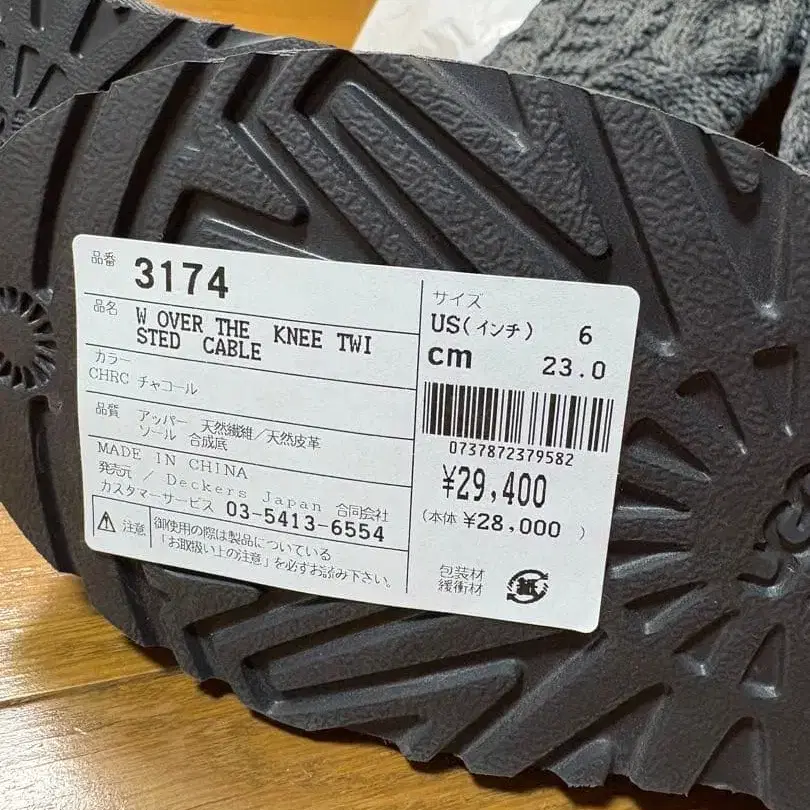 品番 3174
品名 W OVER THE KNEE TWI
STED CABLE
カラー
CHRC チャコール
品質 アッパー 天然繊維/天然皮革
ソール 合成底
MADE IN CHINA
発売元 / Deckers Japan 合同会社
カスタマーサービス 03-5413-6554
注意 御使用の際は製品についている
「お取扱い上の注意」を必ずお読み下さい。
サイズ
US(インチ) 6
cm 23.0
0737872379582
¥29,400
(本体 ¥28,000 )
包装材
緩衝材
紙